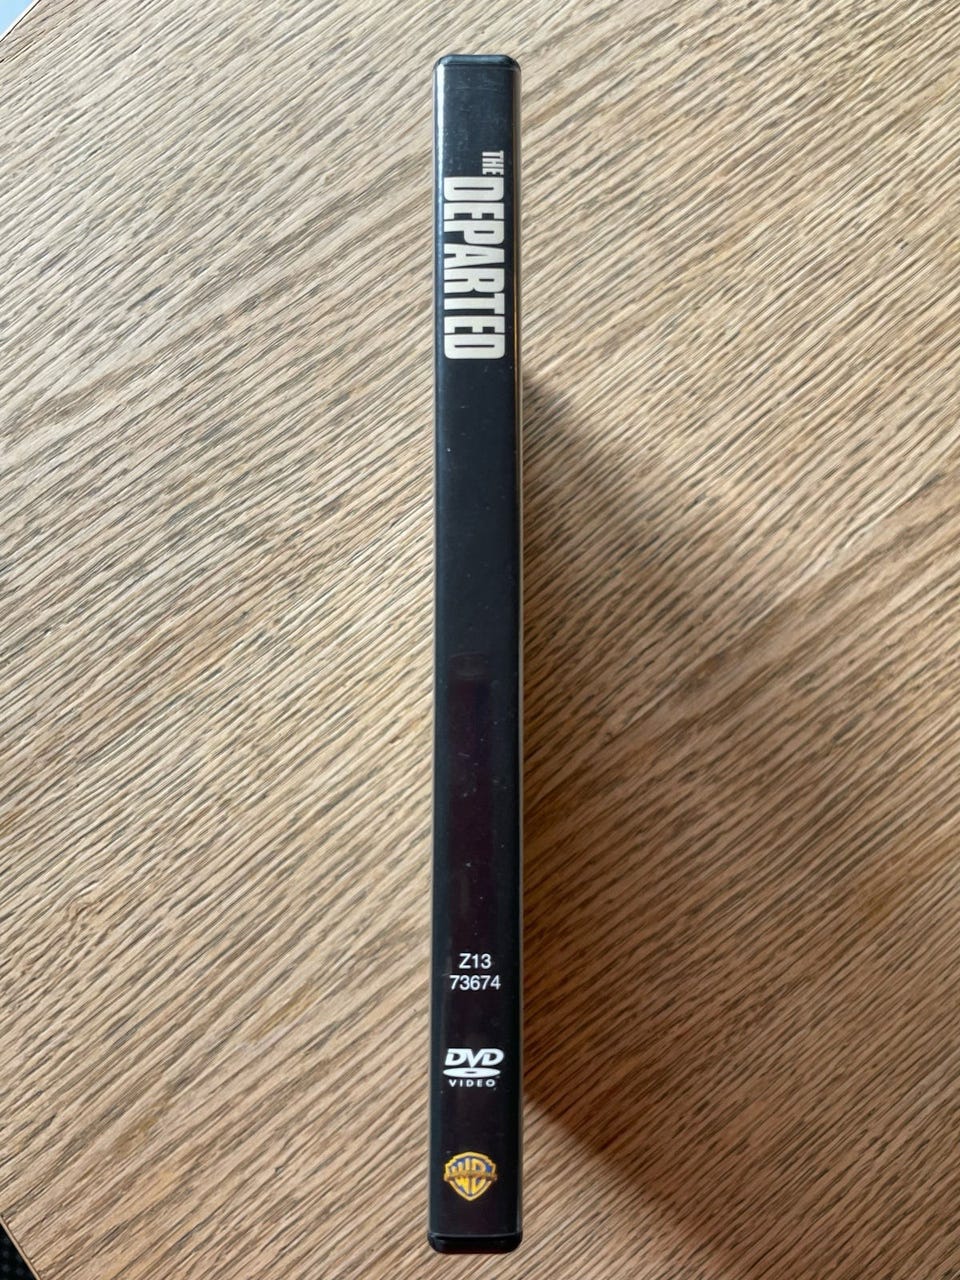 THE
DEPARTED
Z13
73674
DVD
VIDEO
WB